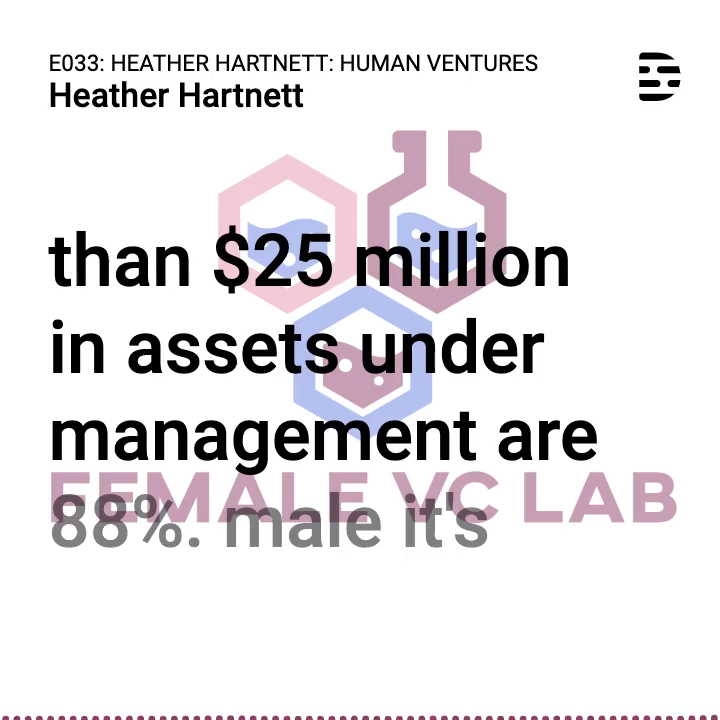 E033: HEATHER HARTNETT: HUMAN VENTURES
Heather Hartnett
than $25 million
in assets under
management are
FEMALE VC LAB
88%. male it's